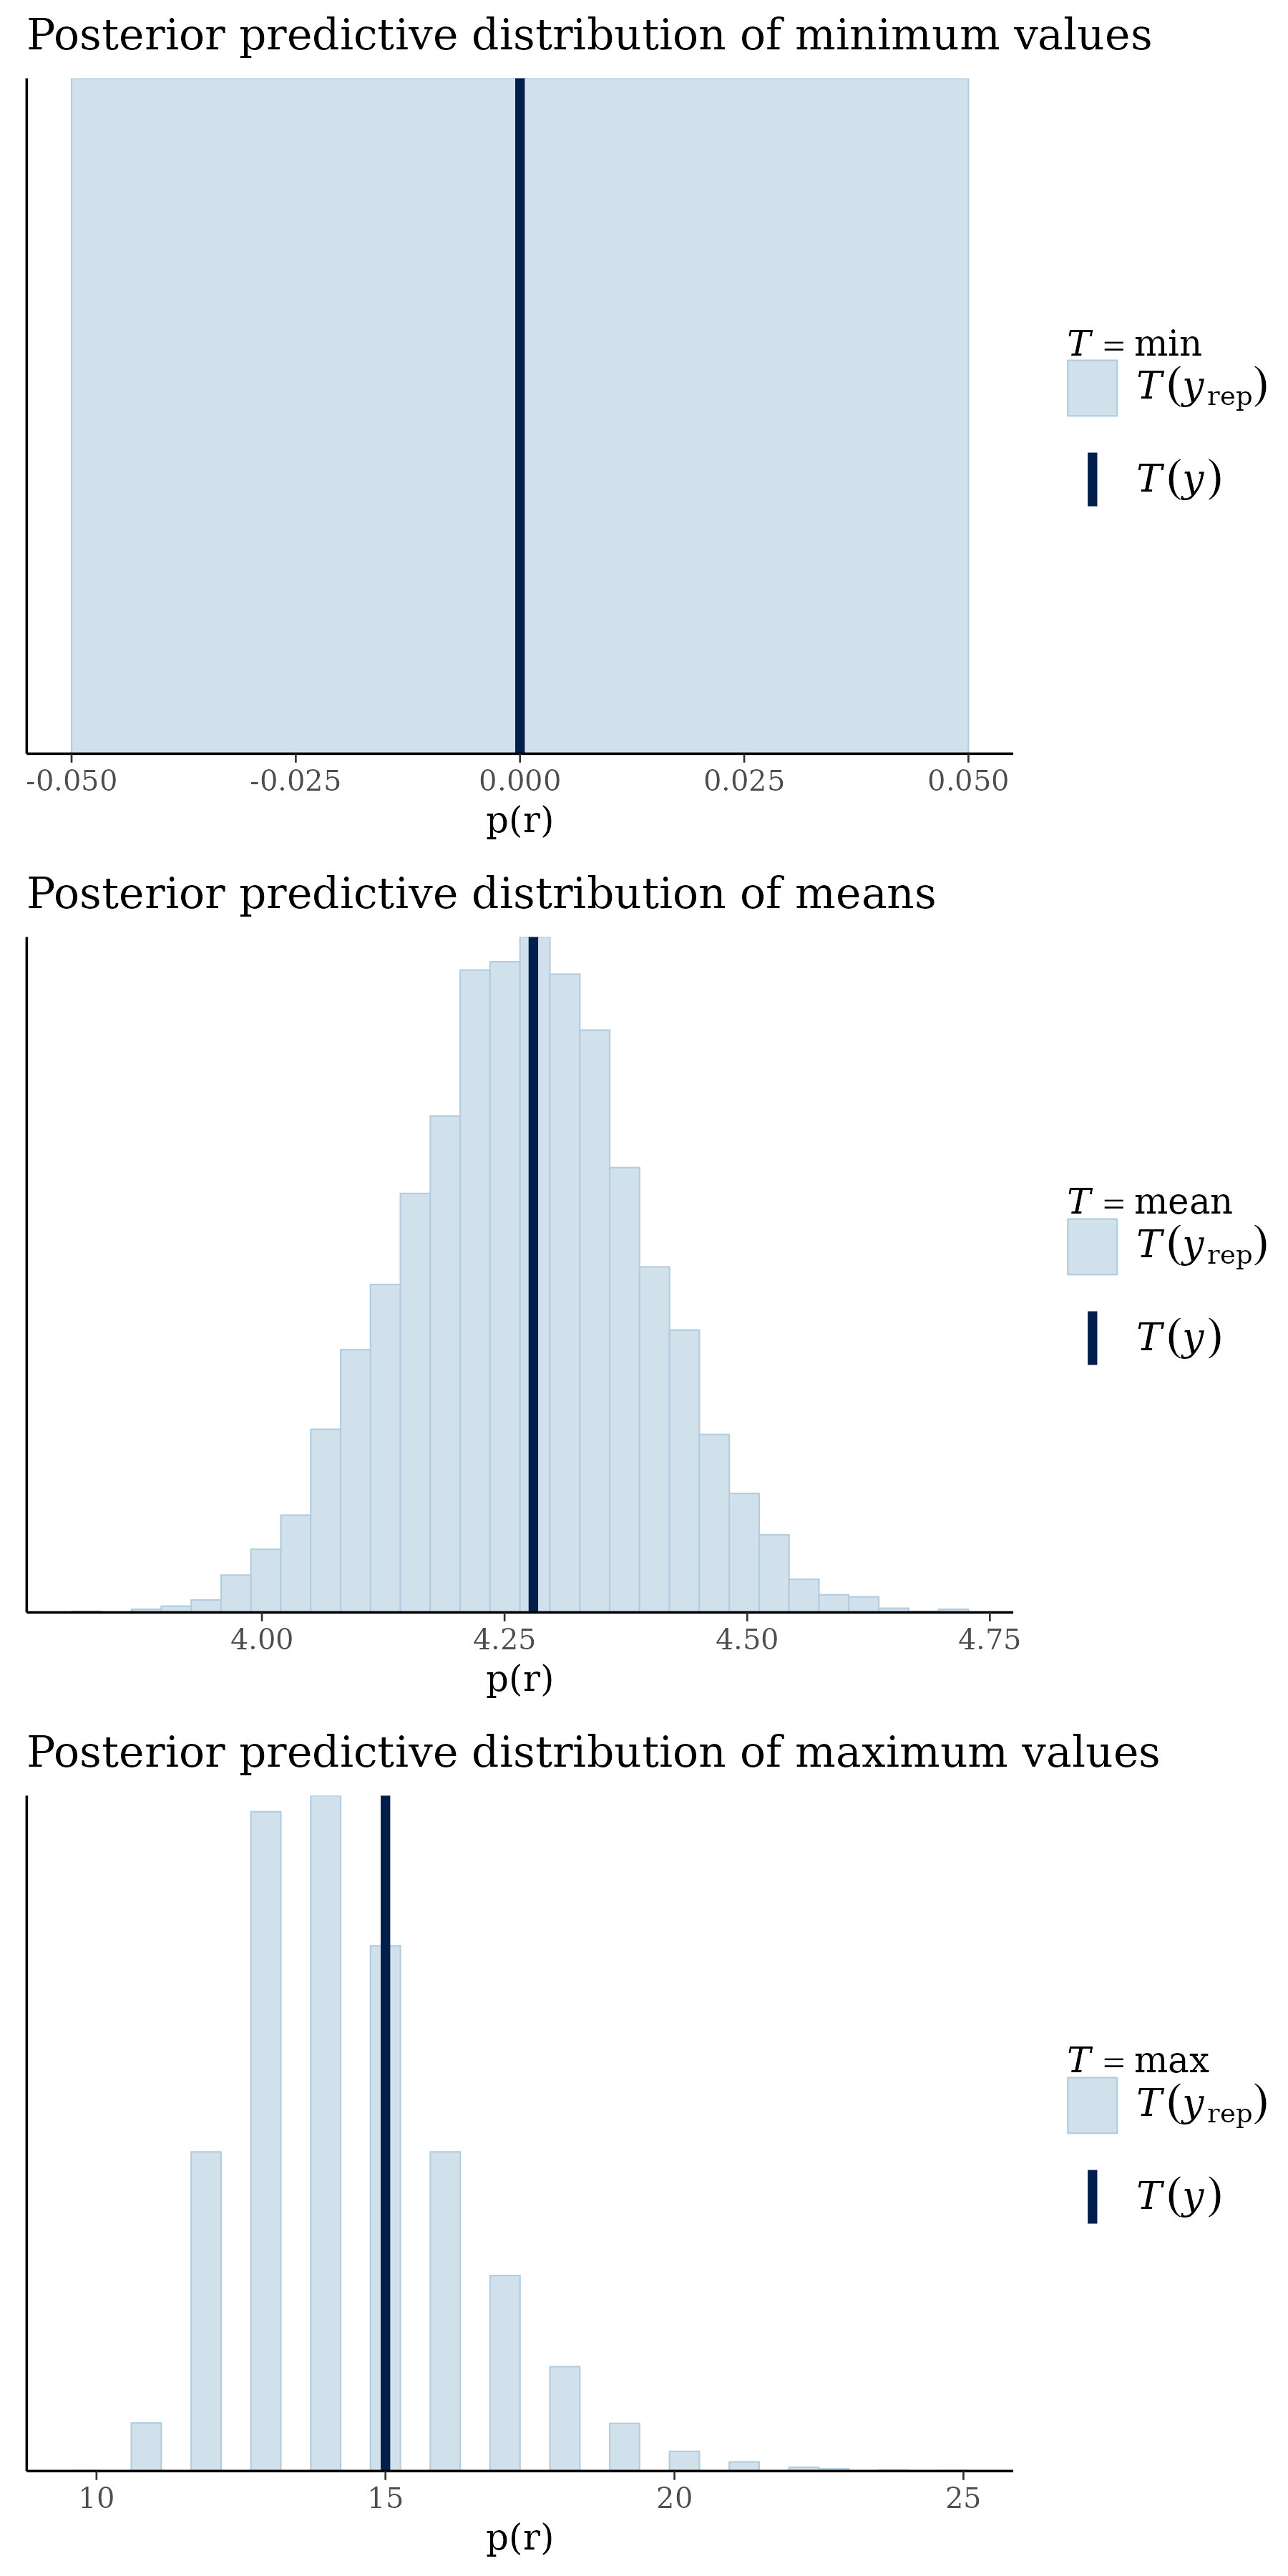 Posterior predictive distribution of minimum values
T = min
T(yrep)
T(y)
-0.050 -0.025 0.000 0.025 0.050
p(r)
Posterior predictive distribution of means
T = mean
T(yrep)
T(y)
4.00 4.25 4.50 4.75
p(r)
Posterior predictive distribution of maximum values
T = max
T(yrep)
T(y)
10 15 20 25
p(r)